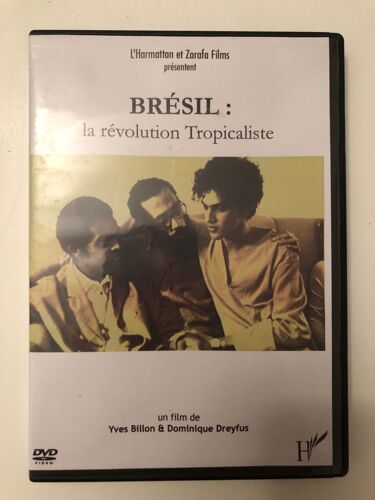 L'Harmattan et Zarafa Films
présentent
BRÉSIL :
la révolution Tropicaliste
un film de
Yves Billon & Dominique Dreyfus
DVD
VIDEO
H